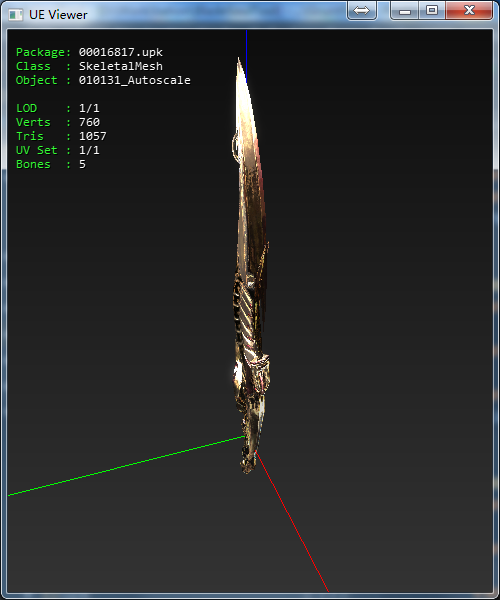 UE Viewer
Package: 00016817.upk
Class : SkeletalMesh
Object : 010131_Autoscale
LOD : 1/1
Verts : 760
Tris : 1057
UV Set : 1/1
Bones : 5